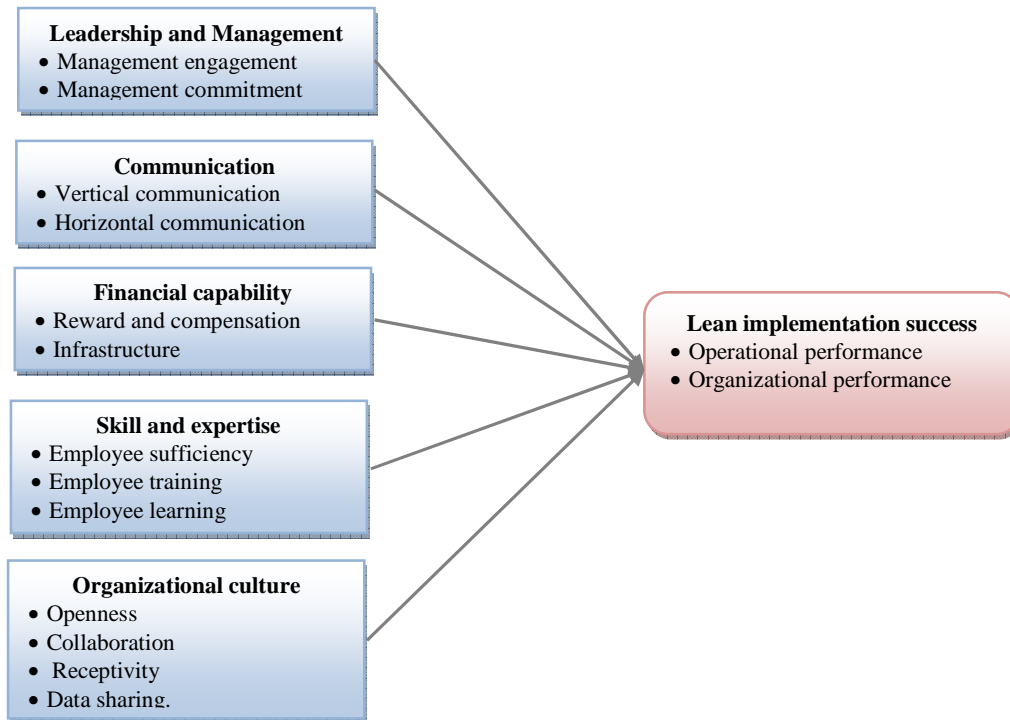 Leadership and Management
• Management engagement
• Management commitment
Communication
• Vertical communication
• Horizontal communication
Financial capability
• Reward and compensation
• Infrastructure
Skill and expertise
• Employee sufficiency
• Employee training
• Employee learning
Organizational culture
• Openness
• Collaboration
• Receptivity
• Data sharing.
Lean implementation success
• Operational performance
• Organizational performance